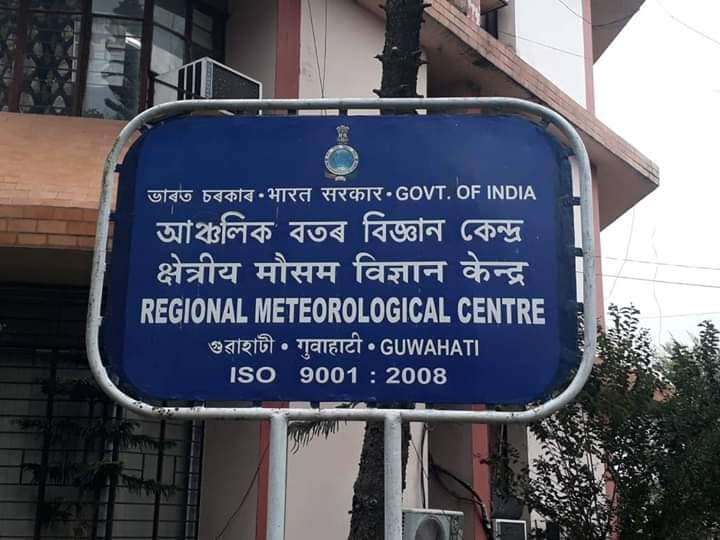 ভাৰত চৰকাৰ • भारत सरकार • GOVT. OF INDIA
আঞ্চলিক বতৰ বিজ্ঞান কেন্দ্ৰ
क्षेत्रीय मौसम विज्ञान केन्द्र
REGIONAL METEOROLOGICAL CENTRE
গুৱাহাটী • गुवाहाटी • GUWAHATI
ISO 9001 : 2008